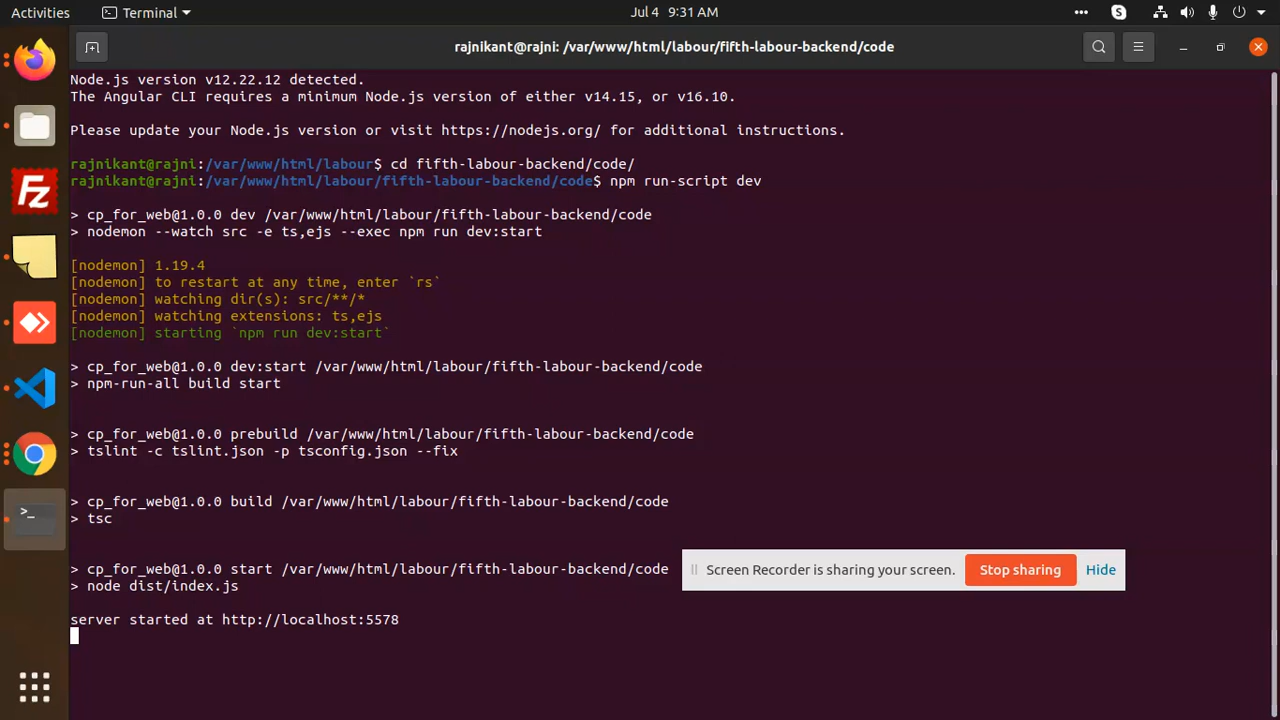 Activities
Terminal
Jul 4 9:31 AM
rajnikant@rajni: /var/www/html/labour/fifth-labour-backend/code
Node.js version v12.22.12 detected.
The Angular CLI requires a minimum Node.js version of either v14.15, or v16.10.
Please update your Node.js version or visit https://nodejs.org/ for additional instructions.
rajnikant@rajni:/var/www/html/labour$ cd fifth-labour-backend/code/
rajnikant@rajni:/var/www/html/labour/fifth-labour-backend/code$ npm run-script dev
> cp_for_web@1.0.0 dev /var/www/html/labour/fifth-labour-backend/code
> nodemon --watch src -e ts,ejs --exec npm run dev:start
[nodemon] 1.19.4
[nodemon] to restart at any time, enter `rs`
[nodemon] watching dir(s): src/**/*
[nodemon] watching extensions: ts,ejs
[nodemon] starting `npm run dev:start`
> cp_for_web@1.0.0 dev:start /var/www/html/labour/fifth-labour-backend/code
> npm-run-all build start
> cp_for_web@1.0.0 prebuild /var/www/html/labour/fifth-labour-backend/code
> tslint -c tslint.json -p tsconfig.json --fix
> cp_for_web@1.0.0 build /var/www/html/labour/fifth-labour-backend/code
> tsc
> cp_for_web@1.0.0 start /var/www/html/labour/fifth-labour-backend/code
> node dist/index.js
Screen Recorder is sharing your screen. Stop sharing Hide
server started at http://localhost:5578